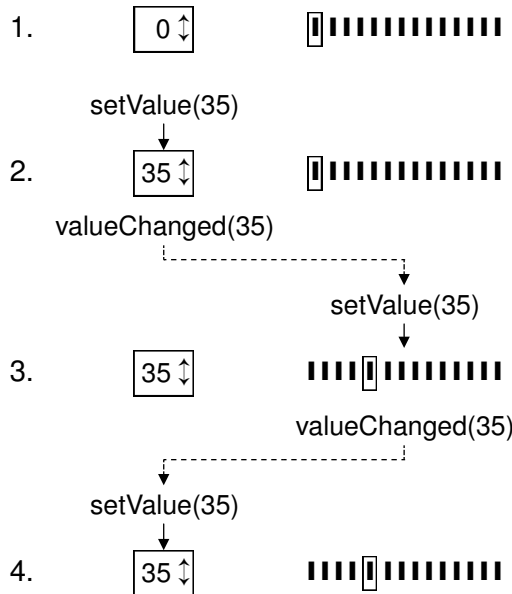 1. 0
setValue(35)
2. 35
valueChanged(35)
setValue(35)
3. 35
valueChanged(35)
setValue(35)
4. 35